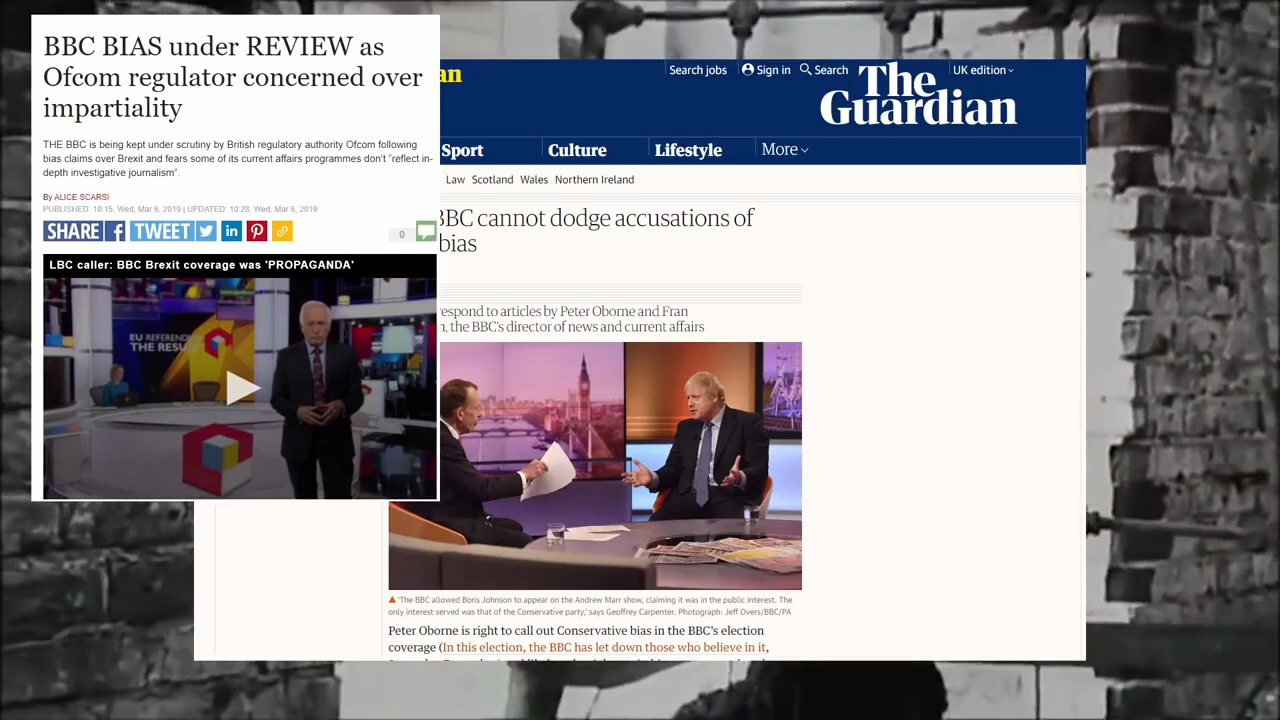 BBC BIAS under REVIEW as
Ofcom regulator concerned over
impartiality
THE BBC is being kept under scrutiny by British regulatory authority Ofcom following
bias claims over Brexit and fears some of its current affairs programmes don't "reflect in-
depth investigative journalism".
By ALICE SCARSI
PUBLISHED: 10:15, Wed, Mar 6, 2019 | UPDATED: 10:28, Wed, Mar 6, 2019
SHARE TWEET
0
LBC caller: BBC Brexit coverage was 'PROPAGANDA'
EU REFERENDUM
THE RESULT
an
Search jobs Sign in Search UK edition
The
Guardian
Sport Culture Lifestyle More
Law Scotland Wales Northern Ireland
BBC cannot dodge accusations of
bias
espond to articles by Peter Oborne and Fran
, the BBC's director of news and current affairs
'The BBC allowed Boris Johnson to appear on the Andrew Marr show, claiming it was in the public interest. The
only interest served was that of the Conservative party,' says Geoffrey Carpenter. Photograph: Jeff Overs/BBC/PA
Peter Oborne is right to call out Conservative bias in the BBC's election
coverage (In this election, the BBC has let down those who believe in it,